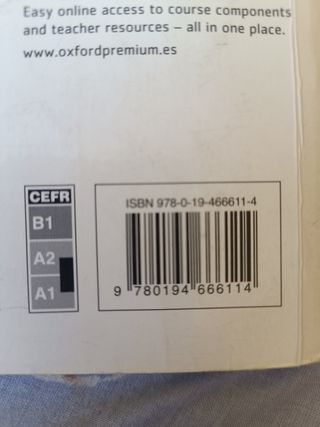 Easy online access to course components
and teacher resources – all in one place.
www.oxfordpremium.es
CEFR
B1
A2
A1
ISBN 978-0-19-466611-4
9 780194 666114